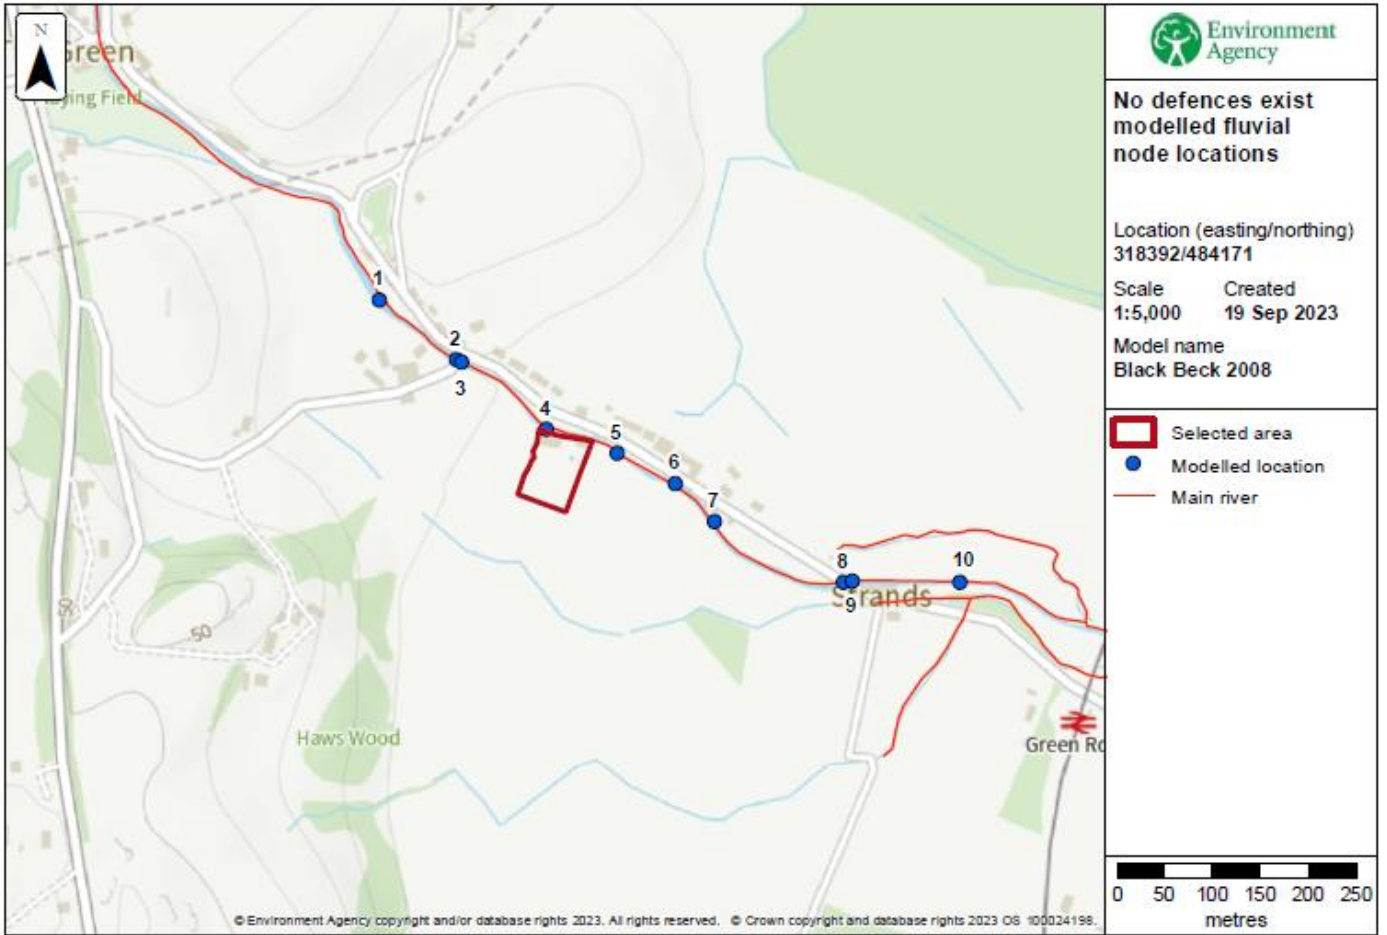 N
Green
Playing Field
1
2
3
4
5
6
7
8
9
10
Strands
50
50
Haws Wood
Green Ro
© Environment Agency copyright and/or database rights 2023. All rights reserved. © Crown copyright and database rights 2023 OS 100024198.
Environment
Agency
No defences exist
modelled fluvial
node locations
Location (easting/northing)
318392/484171
Scale Created
1:5,000 19 Sep 2023
Model name
Black Beck 2008
Selected area
Modelled location
Main river
0 50 100 150 200 250
metres